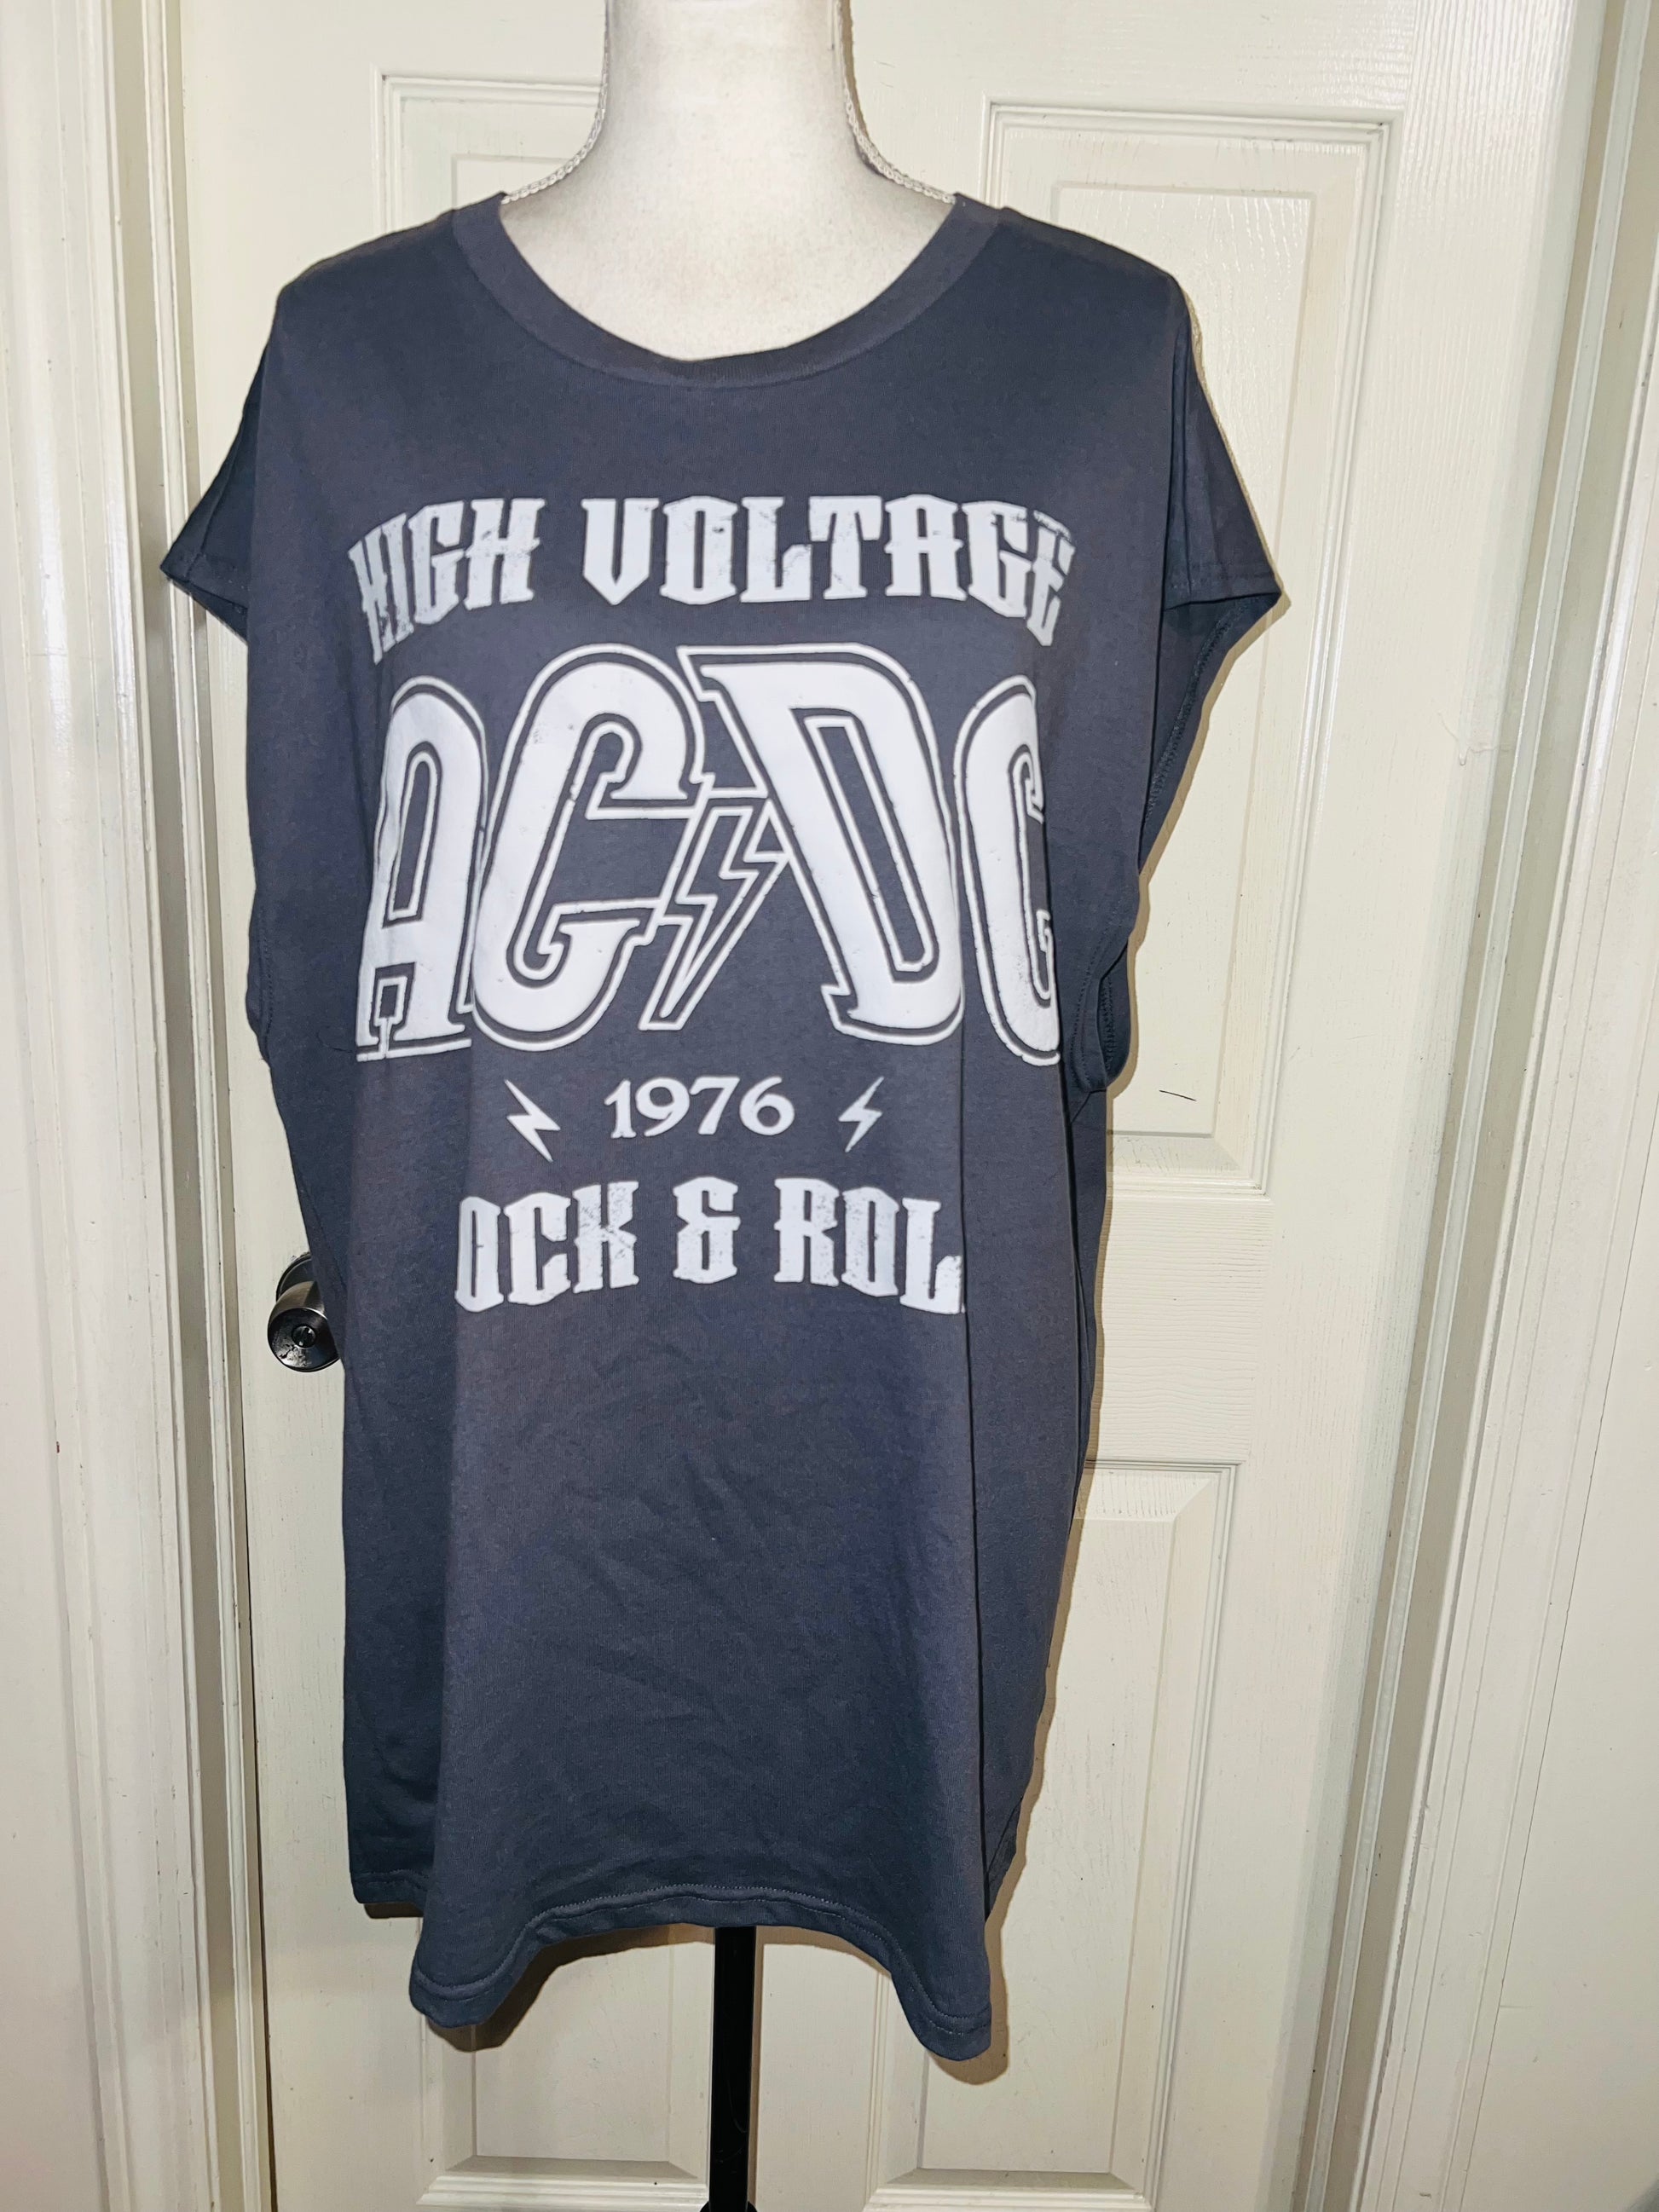 HIGH VOLTAGE
AC/DC
1976
OCK & ROL